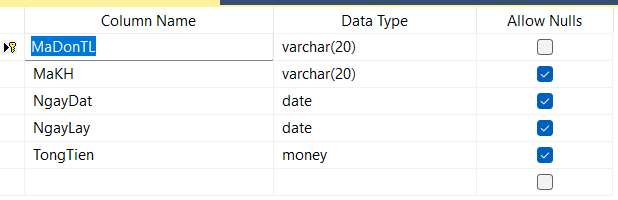 Column Name Data Type Allow Nulls
MaDonTL varchar(20)
MaKH varchar(20)
NgayDat date
NgayLay date
TongTien money